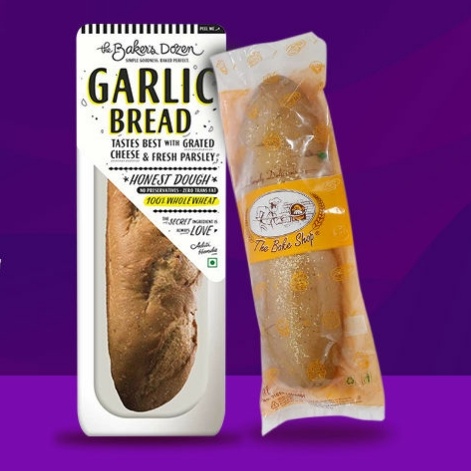 PEEL ME
the Baker's Dozen
SIMPLE GOODNESS. BAKED PERFECT.
GARLIC
BREAD
TASTES BEST WITH GRATED
CHEESE & FRESH PARSLEY
HONEST DOUGH
NO PRESERVATIVES - ZERO TRANS FAT
100% WHOLEWHEAT
THE SECRET INGREDIENT IS
ALWAYS LOVE
The Bake Shop